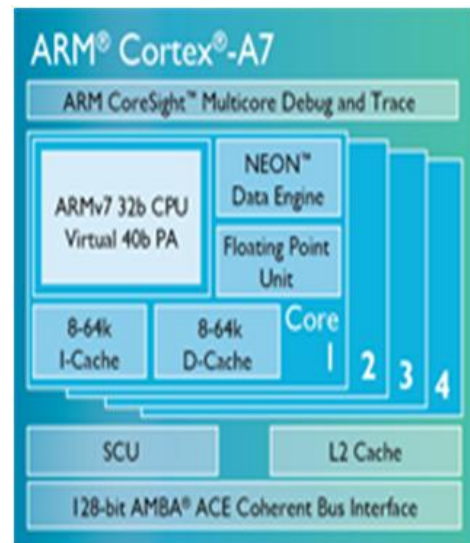 ARM® Cortex®-A7
ARM CoreSight™ Multicore Debug and Trace
ARMv7 32b CPU
Virtual 40b PA
NEON™
Data Engine
Floating Point
Unit
8-64k
I-Cache
8-64k
D-Cache
Core
1
2
3
4
SCU
L2 Cache
128-bit AMBA® ACE Coherent Bus Interface